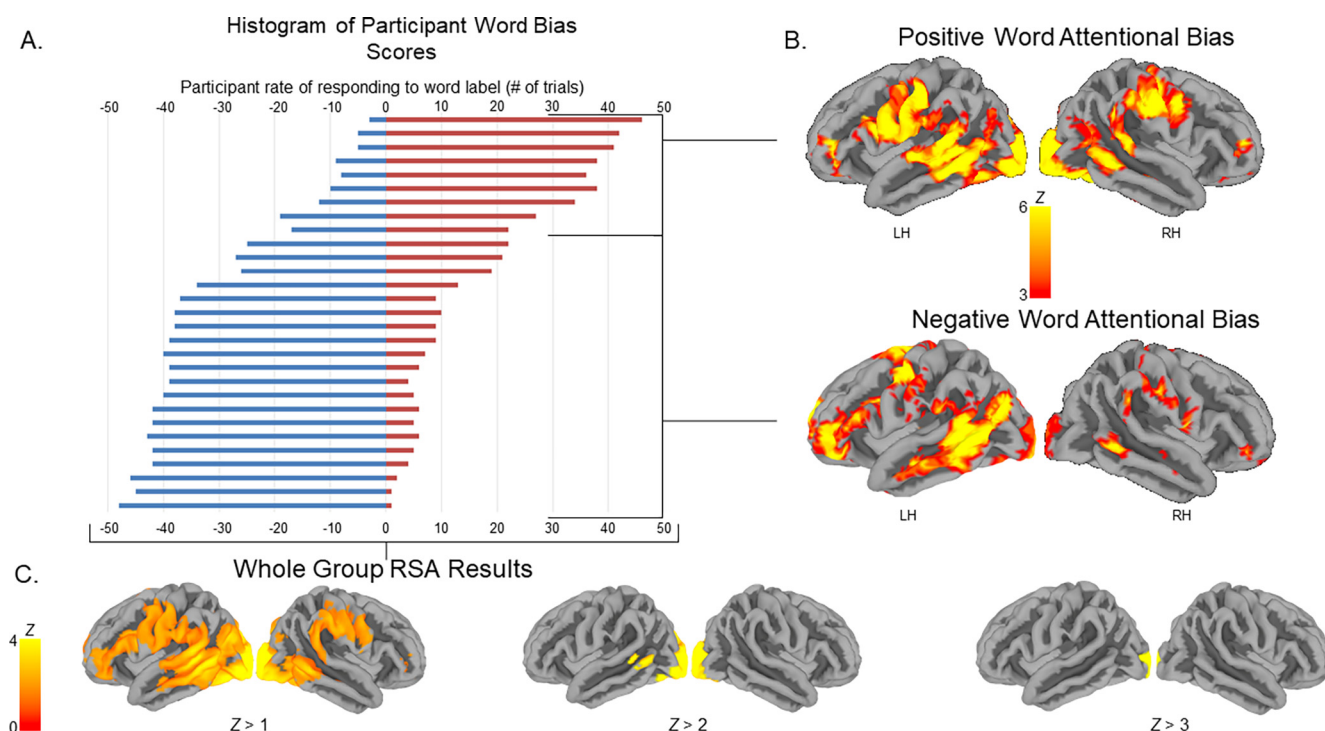 A.
Histogram of Participant Word Bias
Scores
Participant rate of responding to word label (# of trials)
-50 -40 -30 -20 -10 0 10 20 30 40 50
-50 -40 -30 -20 -10 0 10 20 30 40 50
B.
Positive Word Attentional Bias
LH
RH
6
Z
3
Negative Word Attentional Bias
LH
RH
C.
Whole Group RSA Results
4
Z
0
Z > 1
Z > 2
Z > 3